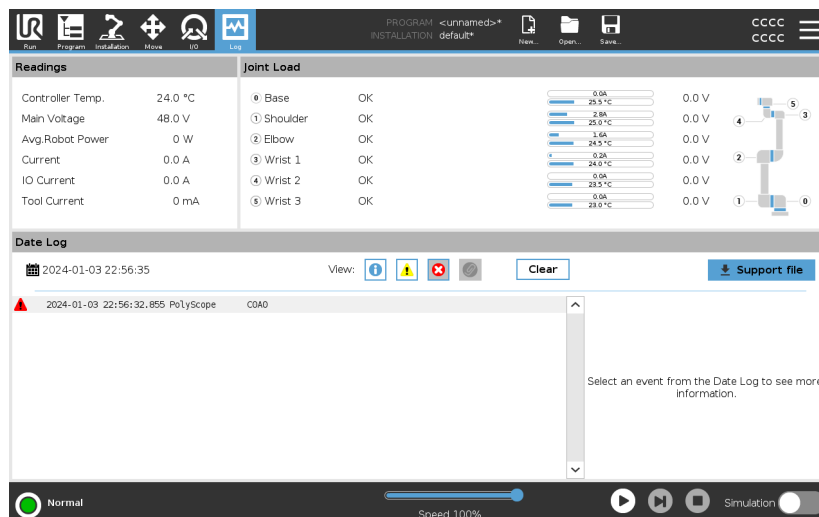 PROGRAM <unnamed>* CCCC
INSTALLATION default* CCCC
Run Program Installation Move I/O Log New... Open... Save...
Readings Joint Load
Controller Temp. 24.0 °C 0 Base OK 0.0A 25.5 °C 0.0 V
Main Voltage 48.0 V 1 Shoulder OK 2.8A 25.0 °C 0.0 V
Avg.Robot Power 0 W 2 Elbow OK 1.6A 24.5 °C 0.0 V
Current 0.0 A 3 Wrist 1 OK 0.2A 24.0 °C 0.0 V
IO Current 0.0 A 4 Wrist 2 OK 0.0A 23.5 °C 0.0 V
Tool Current 0 mA 5 Wrist 3 OK 0.0A 23.0 °C 0.0 V
5
4 3
2
1 0
Date Log
2024-01-03 22:56:35 View: Clear Support file
2024-01-03 22:56:32.855 PolyScope C0A0
Select an event from the Date Log to see more
information.
Normal
Speed 100%
Simulation